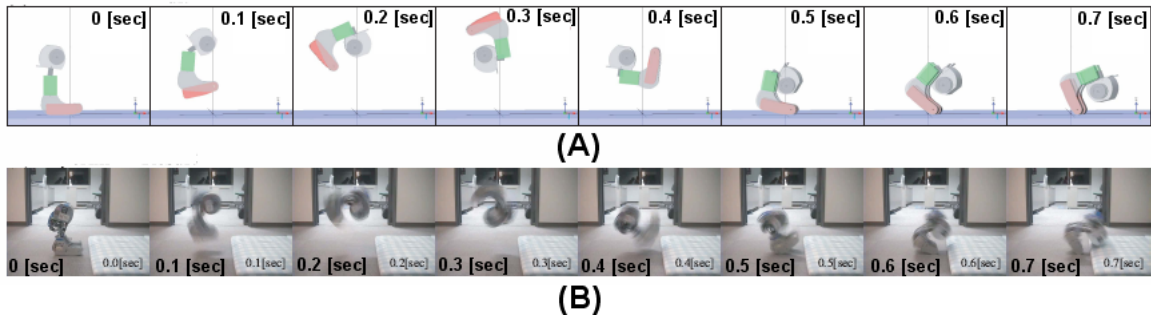 0 [sec] 0.1 [sec] 0.2 [sec] 0.3 [sec] 0.4 [sec] 0.5 [sec] 0.6 [sec] 0.7 [sec]
(A)
0 [sec] 0.0[sec] 0.1 [sec] 0.1[sec] 0.2 [sec] 0.2[sec] 0.3 [sec] 0.3[sec] 0.4 [sec] 0.4[sec] 0.5 [sec] 0.5[sec] 0.6 [sec] 0.6[sec] 0.7 [sec] 0.7[sec]
(B)